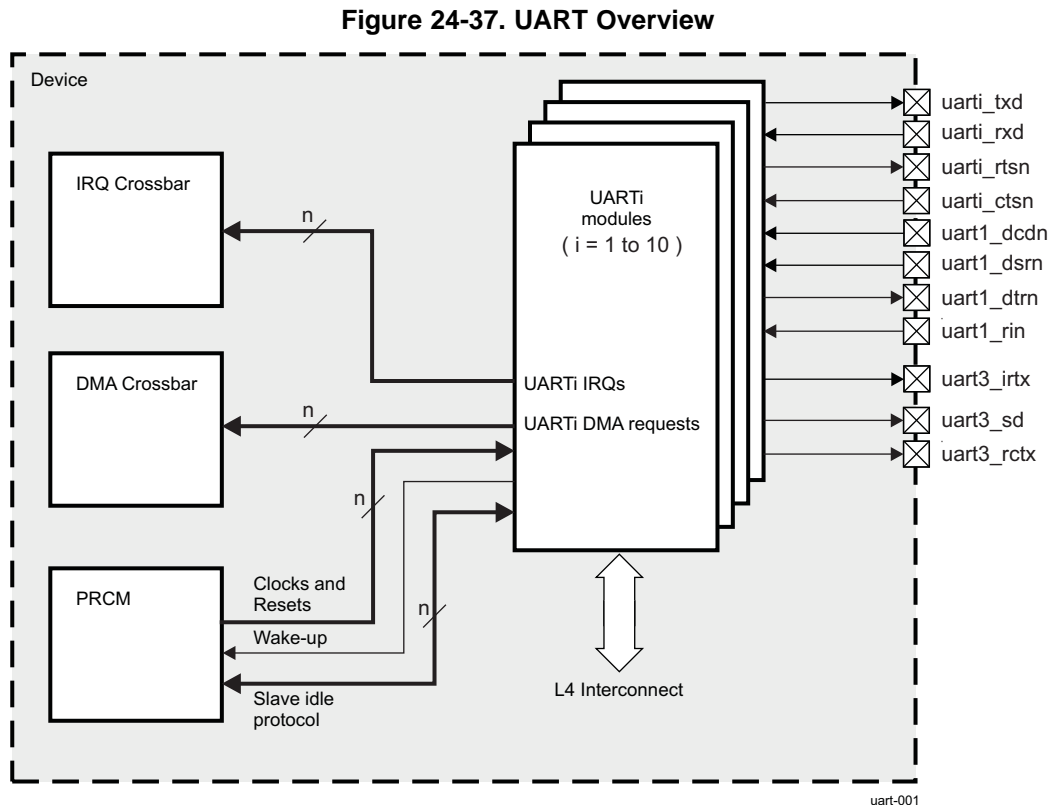 Figure 24-37. UART Overview
Device
IRQ Crossbar
n
UARTi
modules
( i = 1 to 10 )
DMA Crossbar
n
UARTi IRQs
UARTi DMA requests
n
PRCM
Clocks and
Resets
n
Wake-up
Slave idle
protocol
L4 Interconnect
uarti_txd
uarti_rxd
uarti_rtsn
uarti_ctsn
uart1_dcdn
uart1_dsrn
uart1_dtrn
uart1_rin
uart3_irtx
uart3_sd
uart3_rctx
uart-001